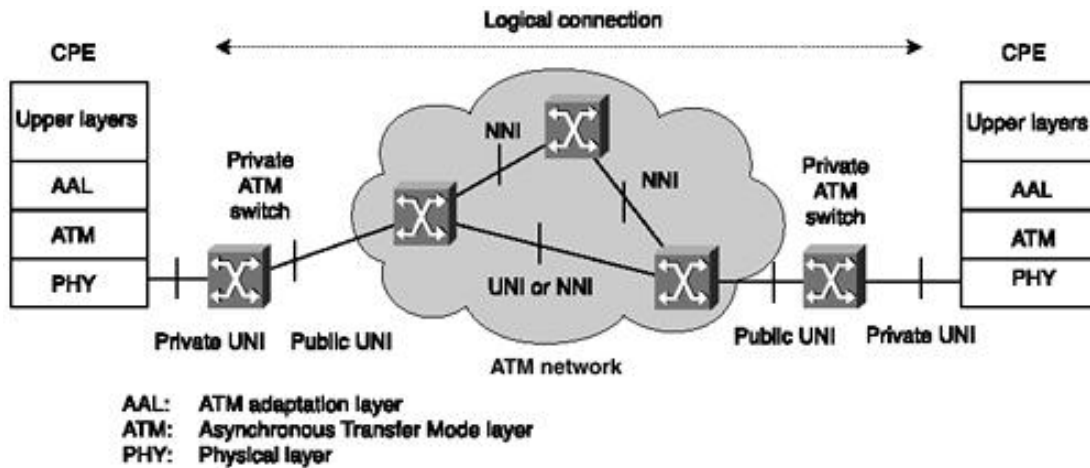 Logical connection
CPE
CPE
Upper layers
AAL
ATM
PHY
Private
ATM
switch
NNI
NNI
UNI or NNI
Private
ATM
switch
Upper layers
AAL
ATM
PHY
Private UNI
Public UNI
ATM network
Public UNI
Private UNI
AAL: ATM adaptation layer
ATM: Asynchronous Transfer Mode layer
PHY: Physical layer